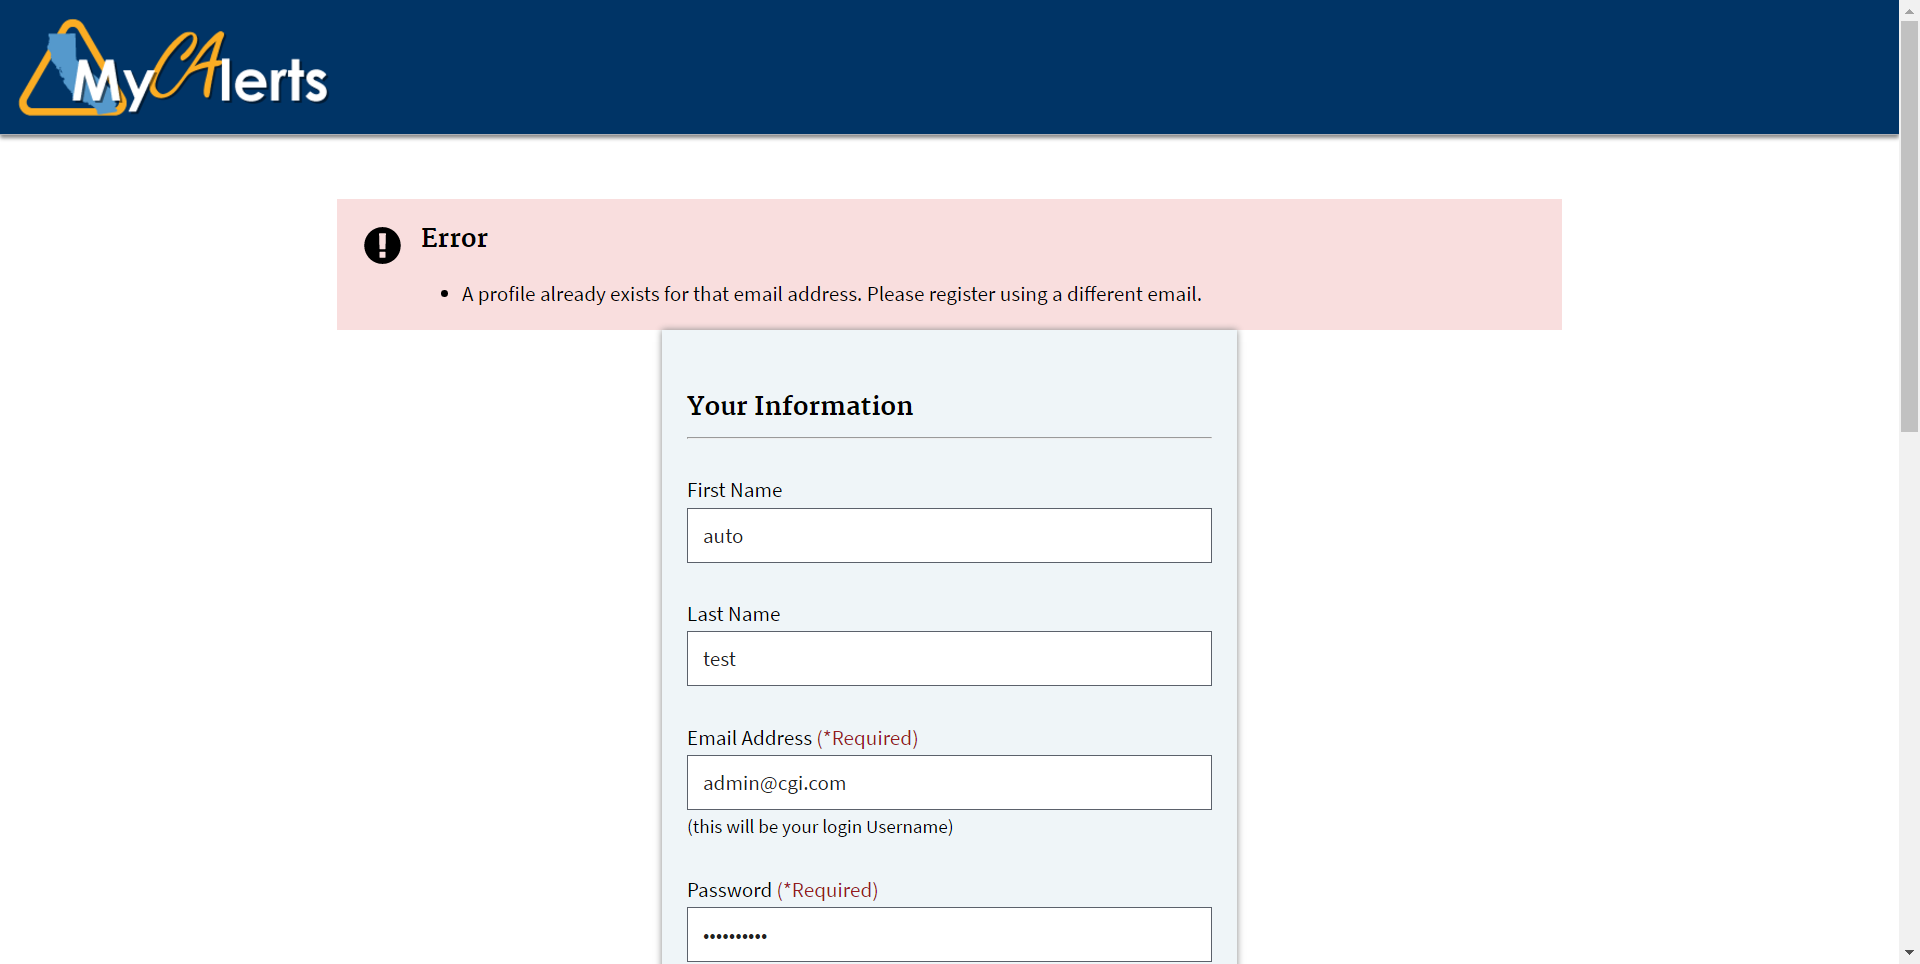 MyCAlerts
Error
• A profile already exists for that email address. Please register using a different email.
Your Information
First Name
auto
Last Name
test
Email Address (*Required)
admin@cgi.com
(this will be your login Username)
Password (*Required)
••••••••••